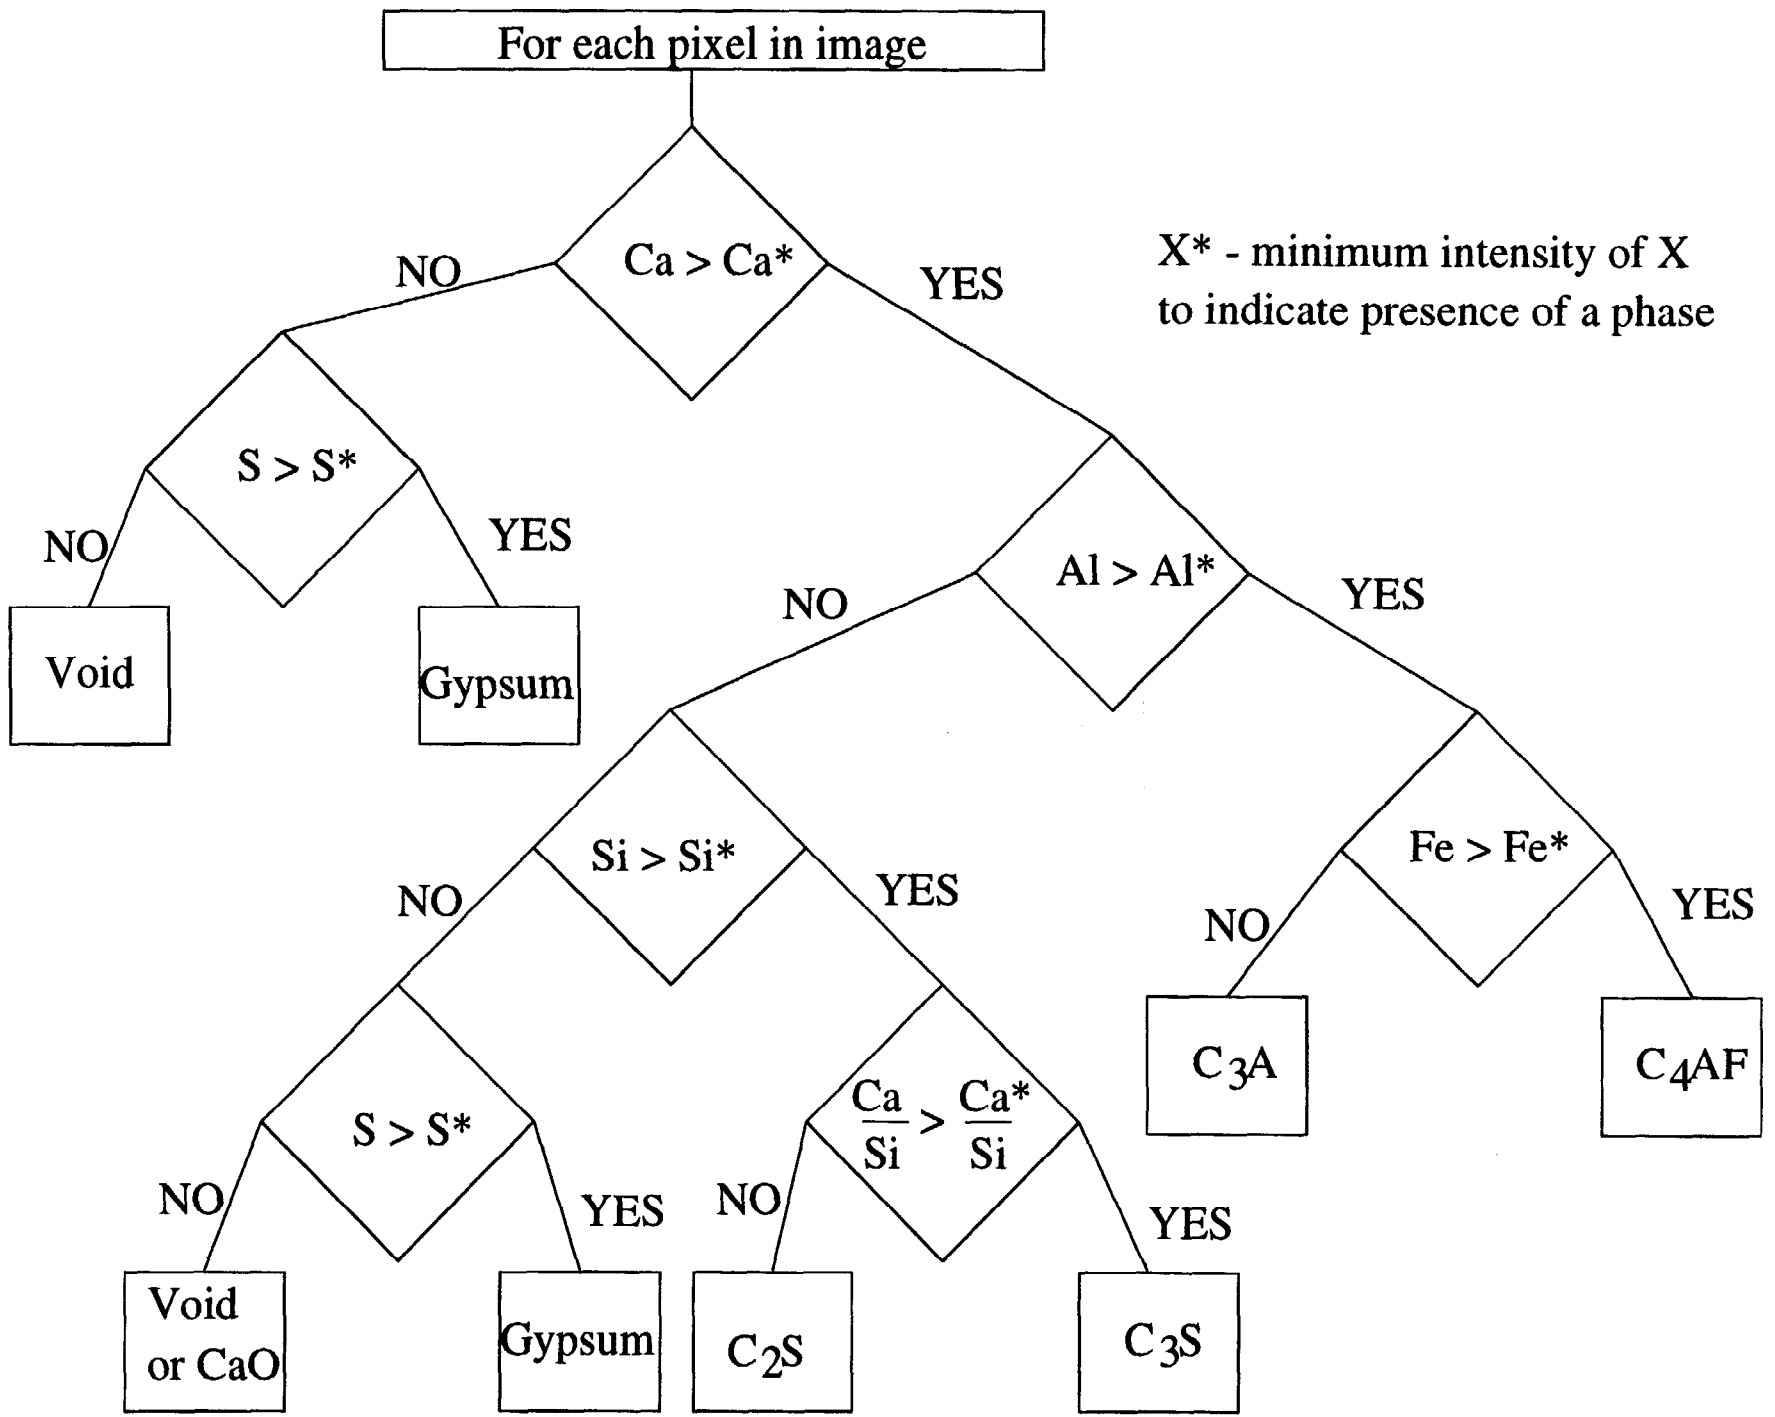 For each pixel in image
Ca > Ca*
NO
YES
X* - minimum intensity of X
to indicate presence of a phase
S > S*
NO
YES
Void
Gypsum
Al > Al*
NO
YES
Si > Si*
NO
YES
Fe > Fe*
NO
YES
C3A
C4AF
S > S*
NO
YES
Ca
Si
>
Ca*
Si
NO
YES
Void
or CaO
Gypsum
C2S
C3S